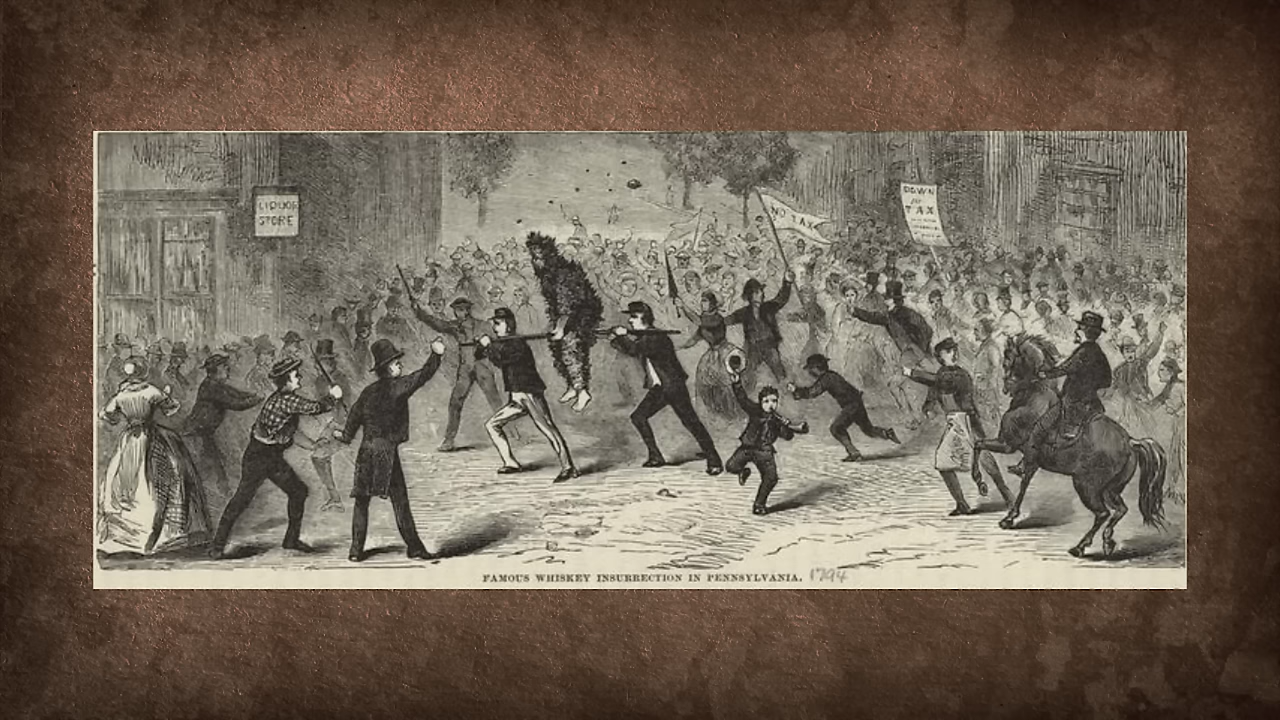 LIQUOR
STORE
NO TAX
DOWN
TAX
FAMOUS WHISKEY INSURRECTION IN PENNSYLVANIA. 1794